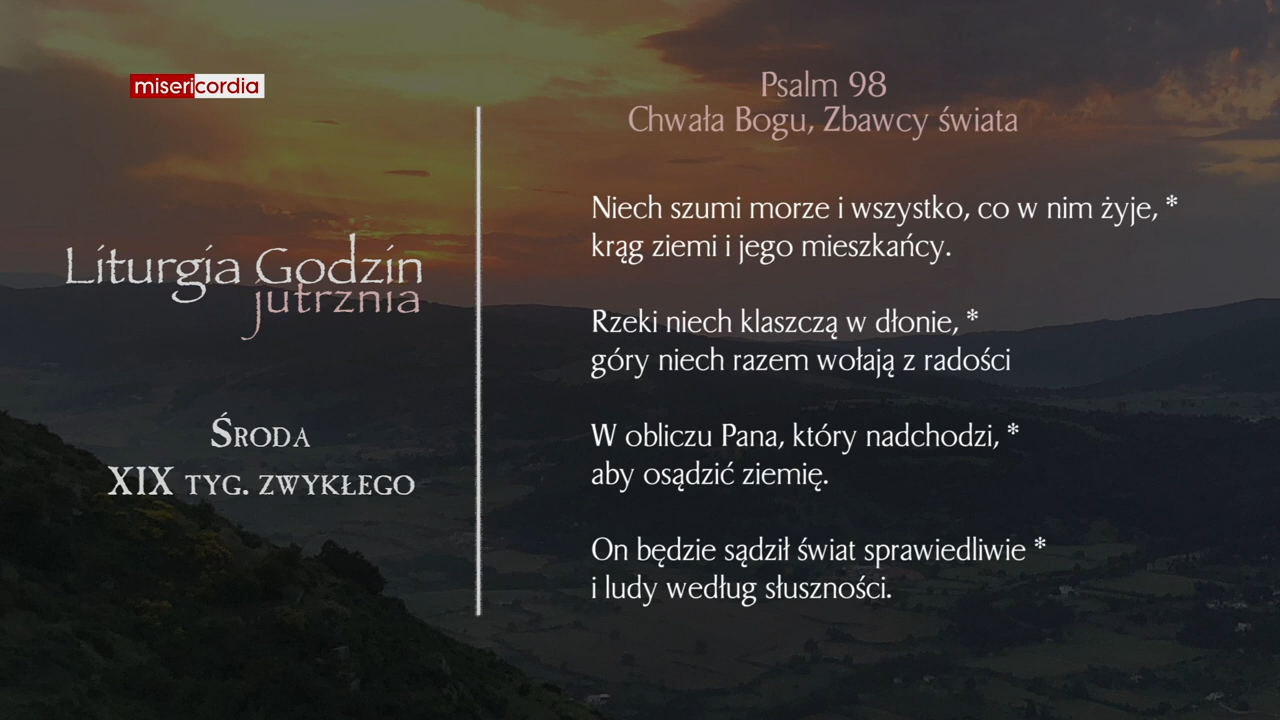 misericordia
Liturgia Godzin
jutrznia
Środa
XIX tyg. zwykłego
Psalm 98
Chwała Bogu, Zbawcy świata
Niech szumi morze i wszystko, co w nim żyje, *
krąg ziemi i jego mieszkańcy.
Rzeki niech klaszczą w dłonie, *
góry niech razem wołają z radości
W obliczu Pana, który nadchodzi, *
aby osądzić ziemię.
On będzie sądził świat sprawiedliwie *
i ludy według słuszności.